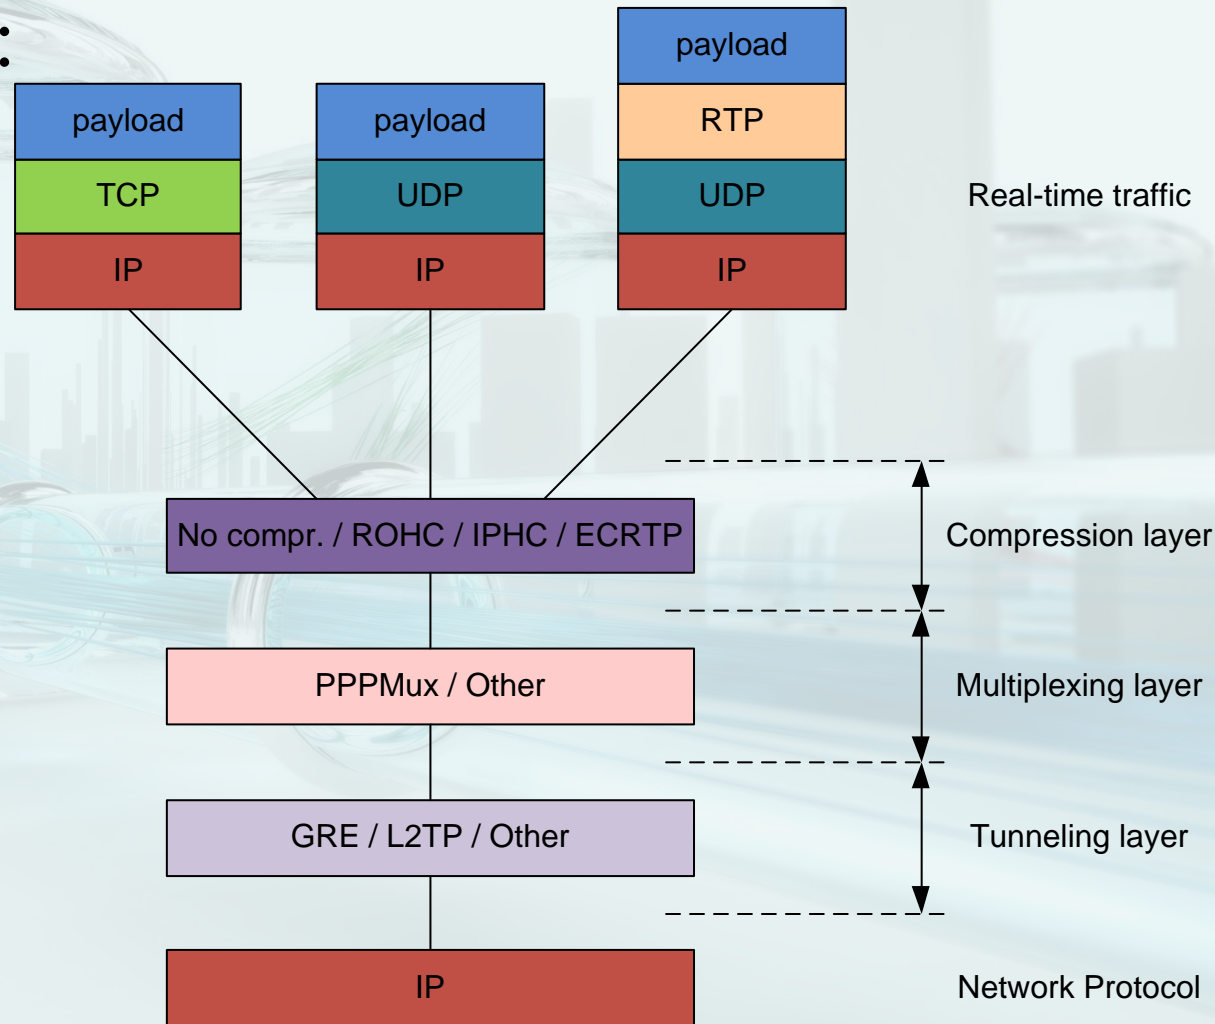 payload
payload
payload
RTP
TCP
UDP
UDP
Real-time traffic
IP
IP
IP
No compr. / ROHC / IPHC / ECRTP
Compression layer
PPPMux / Other
Multiplexing layer
GRE / L2TP / Other
Tunneling layer
IP
Network Protocol